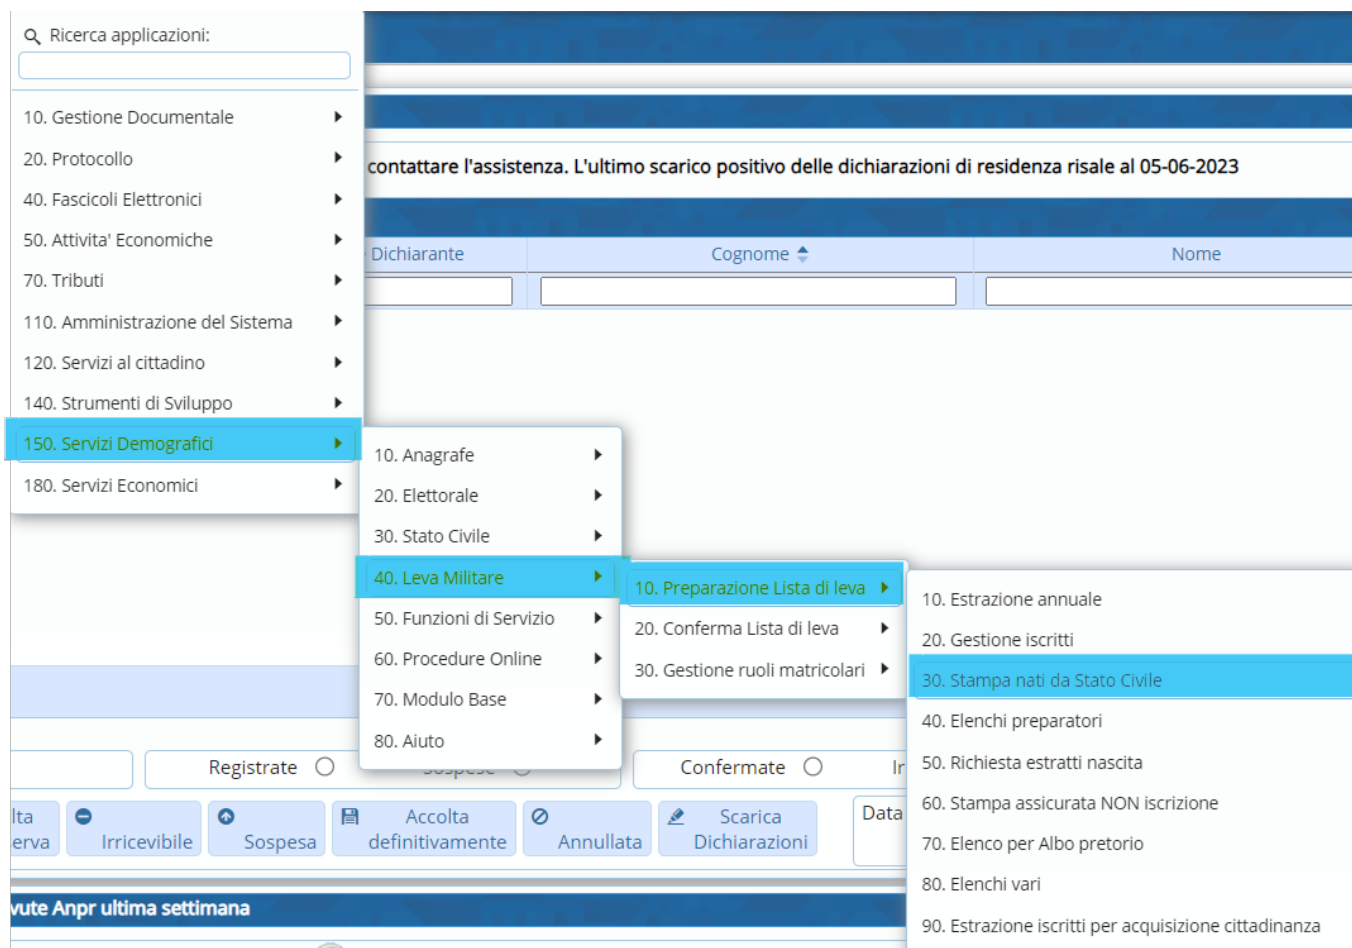 Ricerca applicazioni:
10. Gestione Documentale
20. Protocollo
40. Fascicoli Elettronici
50. Attivita' Economiche
70. Tributi
110. Amministrazione del Sistema
120. Servizi al cittadino
140. Strumenti di Sviluppo
150. Servizi Demografici
180. Servizi Economici
contattare l'assistenza. L'ultimo scarico positivo delle dichiarazioni di residenza risale al 05-06-2023
Dichiarante Cognome Nome
10. Anagrafe
20. Elettorale
30. Stato Civile
40. Leva Militare
50. Funzioni di Servizio
60. Procedure Online
70. Modulo Base
80. Aiuto
10. Preparazione Lista di leva
20. Conferma Lista di leva
30. Gestione ruoli matricolari
10. Estrazione annuale
20. Gestione iscritti
30. Stampa nati da Stato Civile
40. Elenchi preparatori
50. Richiesta estratti nascita
60. Stampa assicurata NON iscrizione
70. Elenco per Albo pretorio
80. Elenchi vari
90. Estrazione iscritti per acquisizione cittadinanza
Registrate Sospese Confermate Ir
lta
erva
Irricevibile
Sospesa
Accolta
definitivamente
Annullata
Scarica
Dichiarazioni
Data
vute Anpr ultima settimana